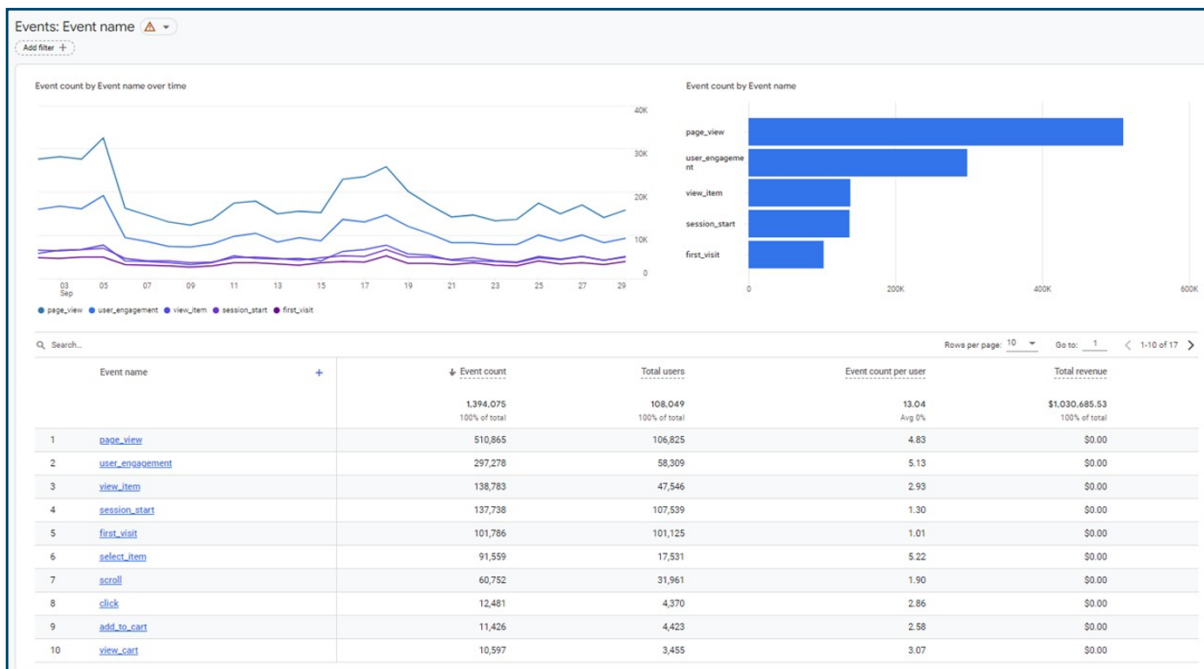 Events: Event name
Add filter +
Event count by Event name over time
40K
30K
20K
10K
0
03 05 07 09 11 13 15 17 19 21 23 25 27 29
Sep
page_view user_engagement view_item session_start first_visit
Event count by Event name
page_view
user_engageme
nt
view_item
session_start
first_visit
0 200K 400K 600K
Search... Rows per page: 10 Go to: 1 < 1-10 of 17 >
Event name + ↓ Event count Total users Event count per user Total revenue
1,394,075 108,049 13.04 $1,030,685.53
100% of total 100% of total Avg 0% 100% of total
1 page_view 510,865 106,825 4.83 $0.00
2 user_engagement 297,278 58,309 5.13 $0.00
3 view_item 138,783 47,546 2.93 $0.00
4 session_start 137,738 107,539 1.30 $0.00
5 first_visit 101,786 101,125 1.01 $0.00
6 select_item 91,559 17,531 5.22 $0.00
7 scroll 60,752 31,961 1.90 $0.00
8 click 12,481 4,370 2.86 $0.00
9 add_to_cart 11,426 4,423 2.58 $0.00
10 view_cart 10,597 3,455 3.07 $0.00